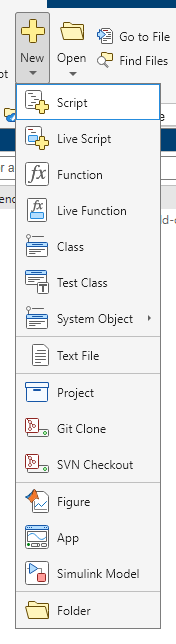 New
Open
Go to File
Find Files
Script
Live Script
Function
Live Function
Class
Test Class
System Object
Text File
Project
Git Clone
SVN Checkout
Figure
App
Simulink Model
Folder